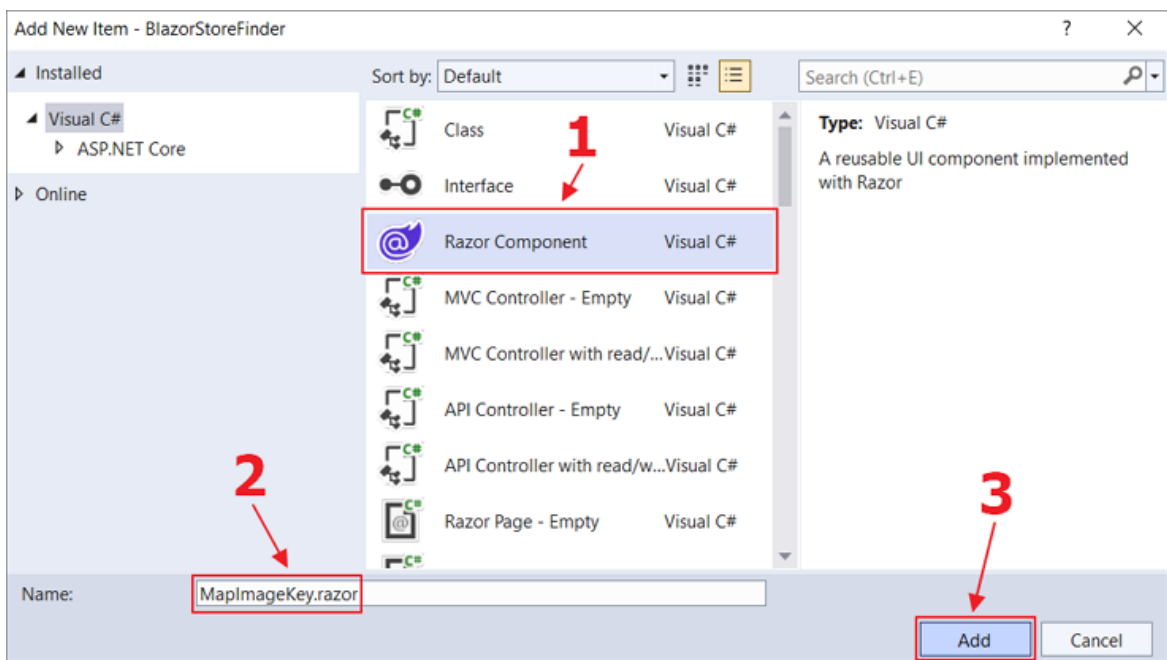 Add New Item - BlazorStoreFinder
?
Installed
Sort by: Default
Search (Ctrl+E)
Visual C#
ASP.NET Core
Online
Class Visual C#
1
Interface Visual C#
Razor Component Visual C#
MVC Controller - Empty Visual C#
MVC Controller with read/... Visual C#
API Controller - Empty Visual C#
API Controller with read/w... Visual C#
Razor Page - Empty Visual C#
Type: Visual C#
A reusable UI component implemented
with Razor
2
3
Name: MapImageKey.razor
Add Cancel